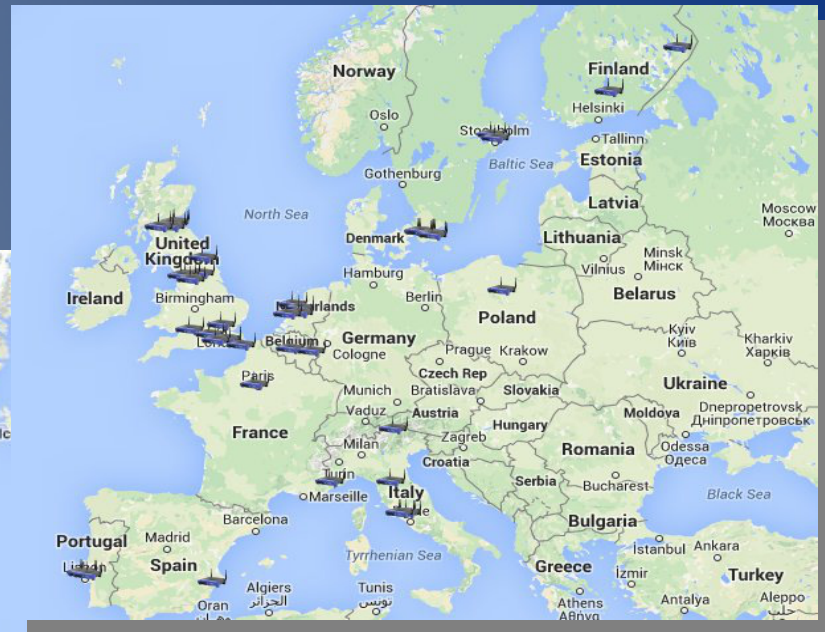 Norway
Finland
Oslo
Helsinki
Tallinn
Baltic Sea
Estonia
Gothenburg
Latvia
North Sea
Moscow
Москва
Denmark
Lithuania
United
Minsk
Мінск
Vilnius
Hamburg
Ireland
Birmingham
Berlin
Belarus
Poland
Belgium
Germany
Cologne
Kyiv
Київ
Kharkiv
Харків
Prague
Krakow
Paris
Czech Rep
Ukraine
Munich
Bratislava
Slovakia
Vaduz
Austria
Moldova
Dnepropetrovsk
Дніпропетровськ
France
Hungary
Milan
Zagreb
Romania
Odessa
Одеса
Croatia
Turin
Serbia
Bucharest
Marseille
Italy
Black Sea
Barcelona
Bulgaria
Portugal
Madrid
İstanbul
Ankara
Tyrrhenian Sea
Spain
Greece
İzmir
Turkey
Algiers
الجزائر
Tunis
تونس
Antalya
Aleppo
حلب
Oran
Athens
Αθήνα